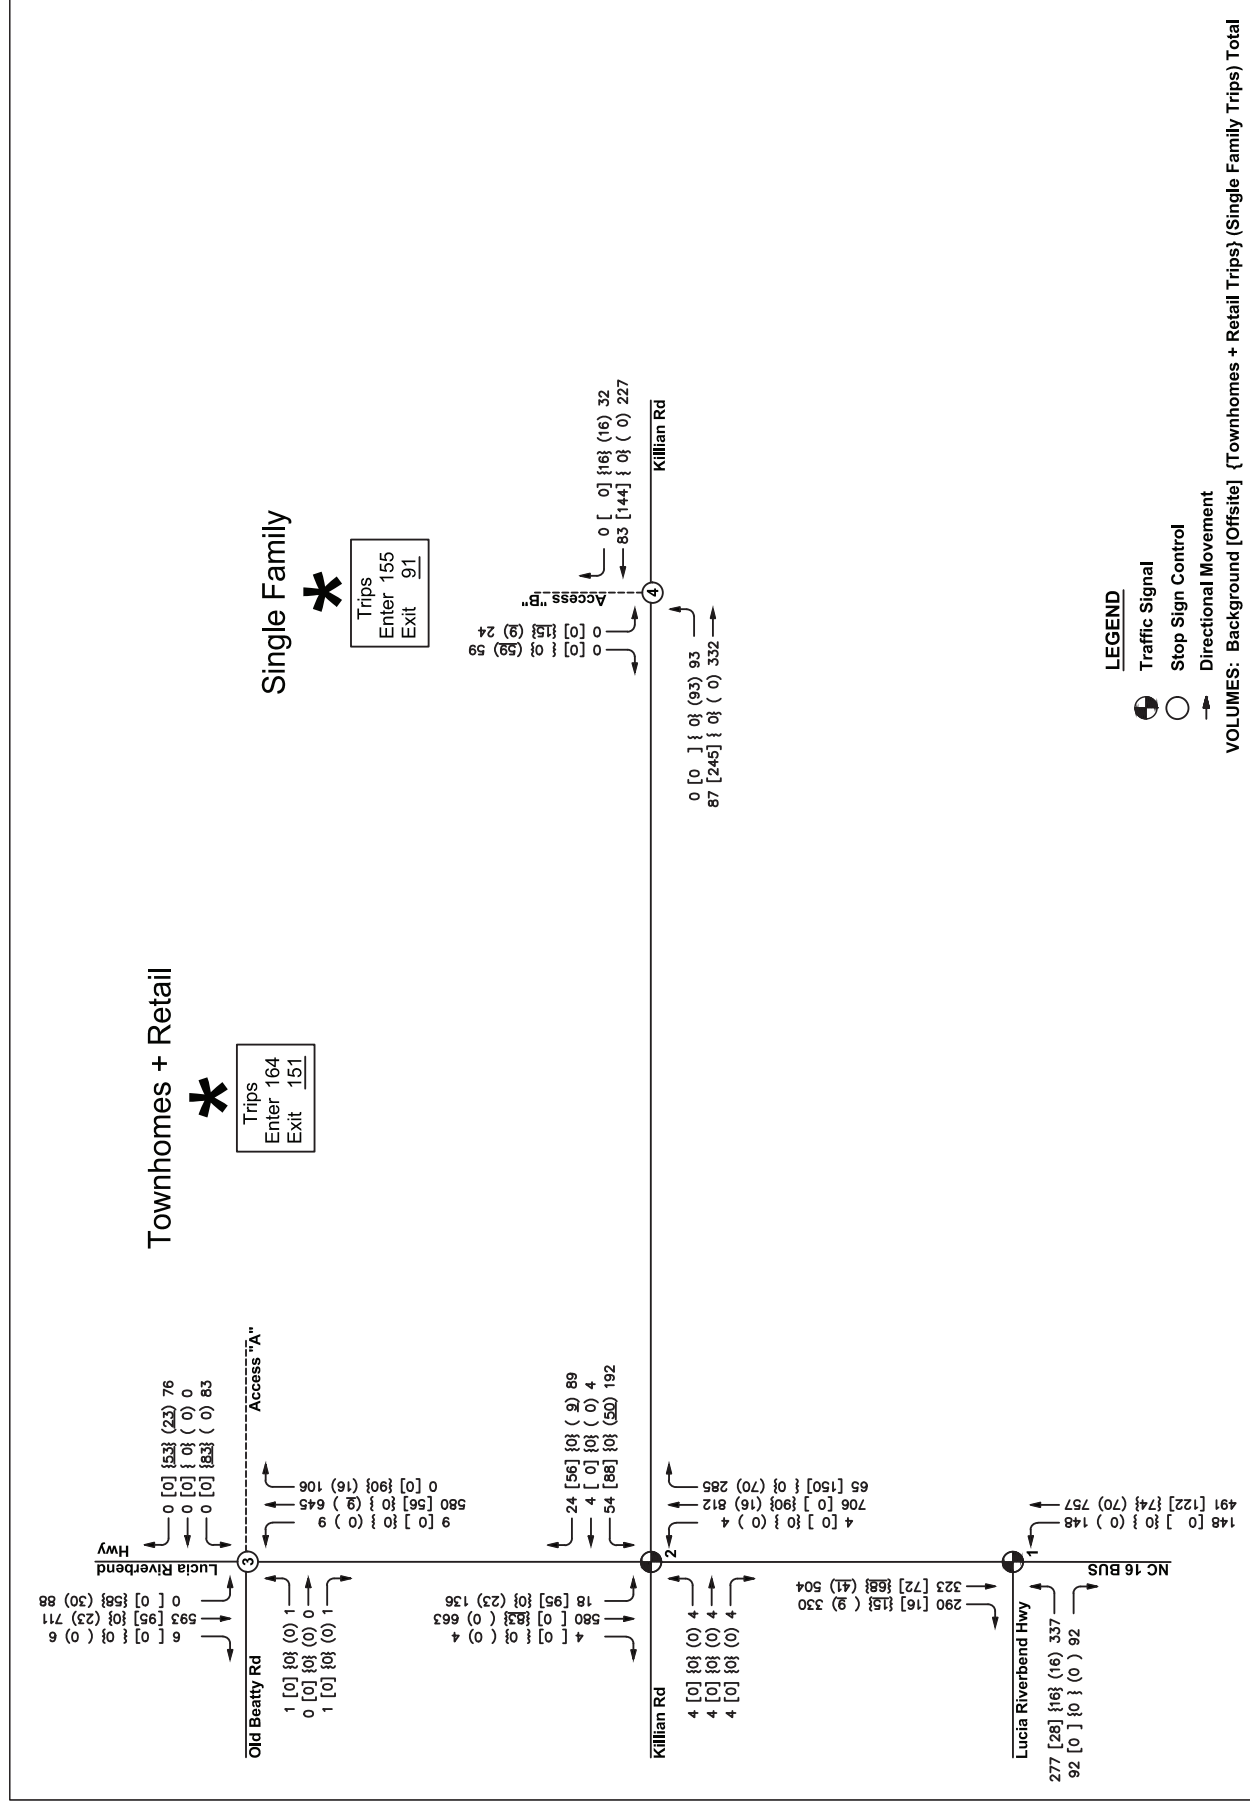 Townhomes + Retail
Trips
Enter 164
Exit 151
Single Family
Trips
Enter 155
Exit 91
Lucia Riverbend
Hwy
0 [0] {53} (23) 76
0 [0] { 0} ( 0) 0
0 [0] {83} ( 0) 83
Access "A"
0 [ 0] {58} (30) 88
593 [95] {0} (23) 711
6 [ 0] { 0} ( 0) 6
3
0 [0] {90} (16) 106
580 [56] {0 } (9) 645
9 [0 ] {0 } (0 ) 9
Old Beatty Rd
1 [0] {0} (0) 1
0 [0] {0} (0) 0
1 [0] {0} (0) 1
24 [56] {0} ( 9) 89
4 [ 0] {0} ( 0) 4
54 [88] {0} (50) 192
18 [95] {0} (23) 136
580 [ 0] {83} ( 0) 663
4 [ 0] { 0} ( 0) 4
2
65 [150] { 0} (70) 285
706 [0 ] {90} (16) 812
4 [0 ] {0 } (0 ) 4
Killian Rd
4 [0] {0} (0) 4
4 [0] {0} (0) 4
4 [0] {0} (0) 4
Access "B"
0 [ 0] {16} (16) 32
83 [144] { 0} ( 0) 227
0 [0] {15} (9) 24
0 [0] { 0} (59) 59
4
Killian Rd
0 [0 ] { 0} (93) 93
87 [245] { 0} ( 0) 332
323 [72] {68} (41) 504
290 [16] {15} ( 9) 330
1
491 [122] {74} (70) 757
148 [0 ] {0 } (0 ) 148
Lucia Riverbend Hwy
NC 16 BUS
277 [28] {16} (16) 337
92 [0 ] {0 } (0 ) 92
LEGEND
Traffic Signal
Stop Sign Control
Directional Movement
VOLUMES: Background [Offsite] {Townhomes + Retail Trips} (Single Family Trips) Total